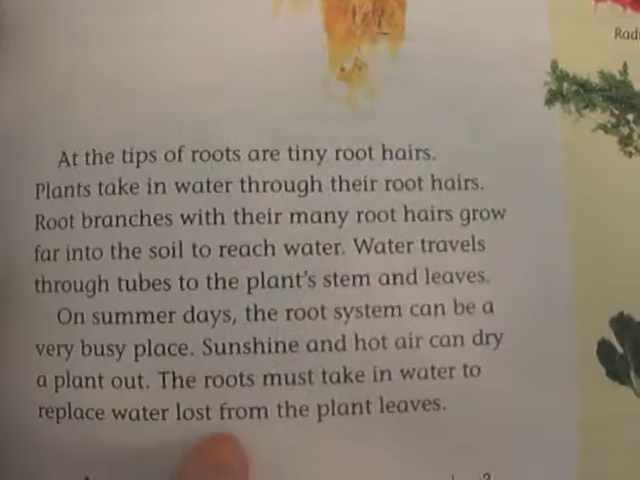 Rad
At the tips of roots are tiny root hairs.
Plants take in water through their root hairs.
Root branches with their many root hairs grow
far into the soil to reach water. Water travels
through tubes to the plant's stem and leaves.
On summer days, the root system can be a
very busy place. Sunshine and hot air can dry
a plant out. The roots must take in water to
replace water lost from the plant leaves.